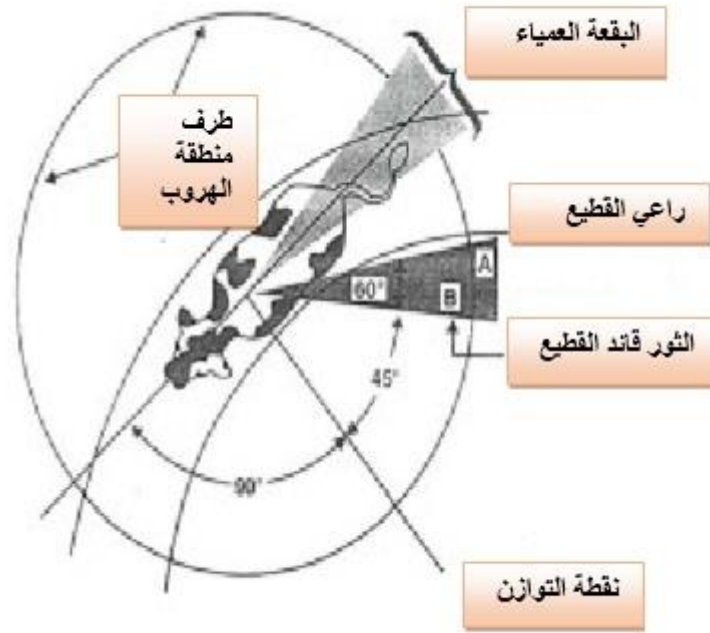 البقعة العمياء
طرف
منطقة
الهروب
راعي القطيع
A
60°
B
الثور قائد القطيع
45°
90°
نقطة التوازن